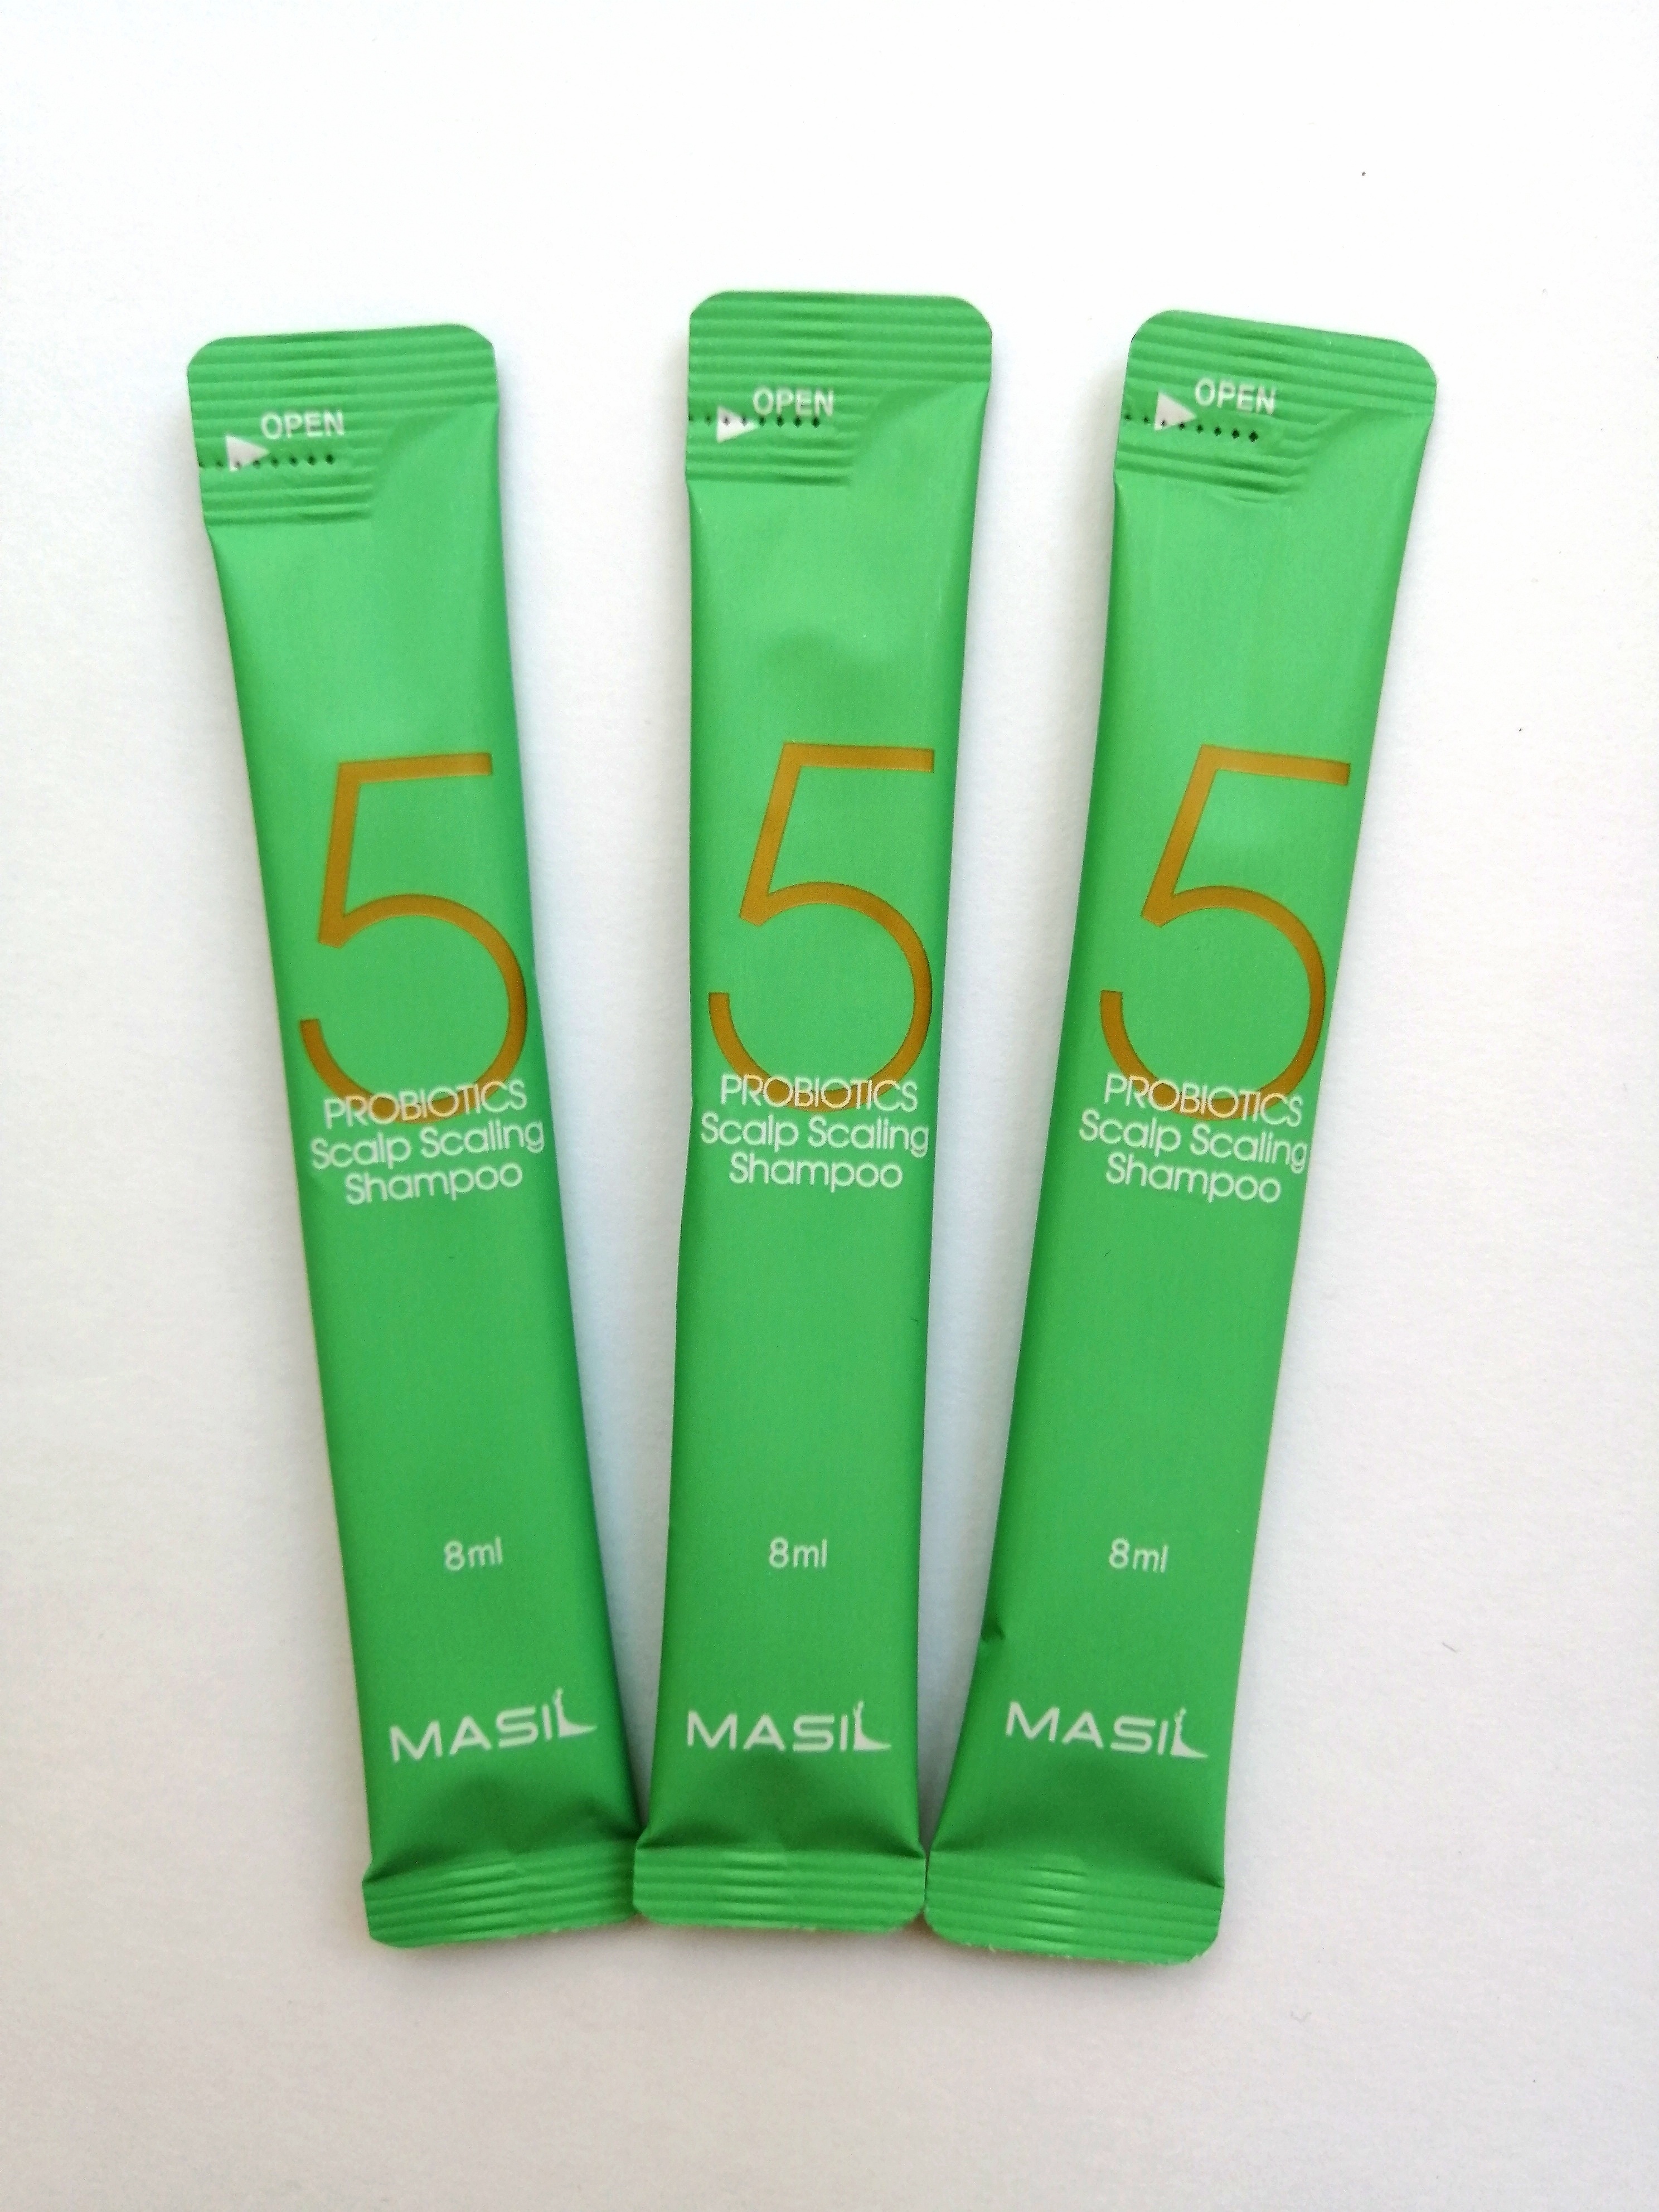 OPEN
5
PROBIOTICS
Scalp Scaling
Shampoo
8ml
MASIL
OPEN
5
PROBIOTICS
Scalp Scaling
Shampoo
8ml
MASIL
OPEN
5
PROBIOTICS
Scalp Scaling
Shampoo
8ml
MASIL